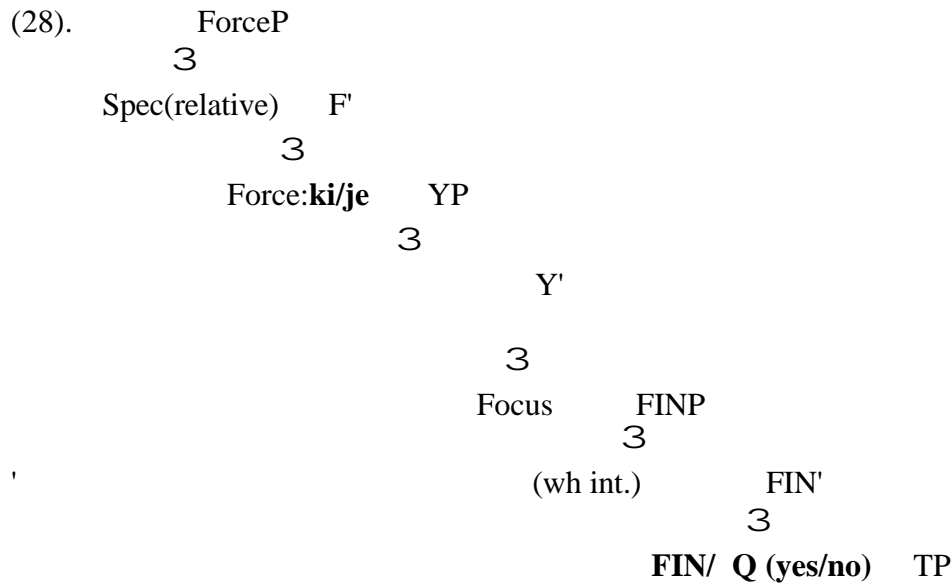 (28). ForceP
3
Spec(relative) F'
3
Force:ki/je YP
3
Y'
3
Focus FINP
3
' (wh int.) FIN'
3
FIN/ Q (yes/no) TP